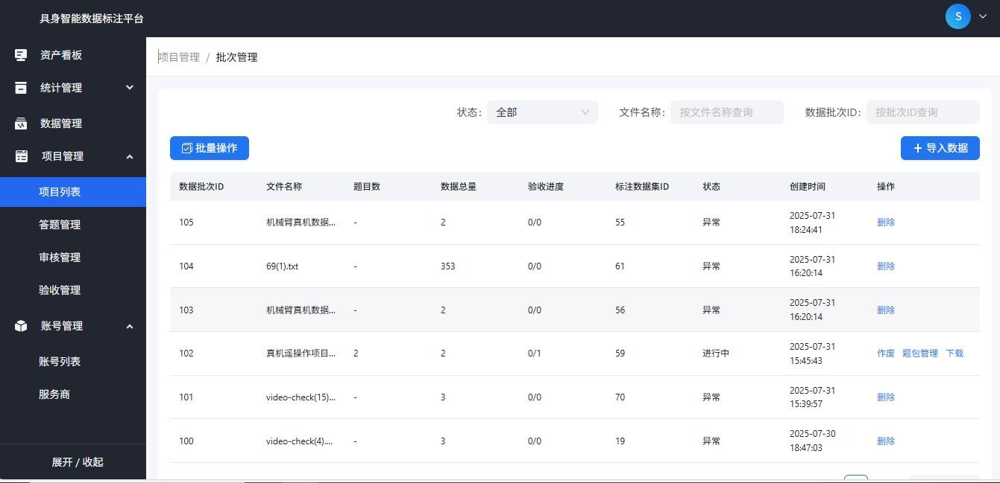 具身智能数据标注平台
S
资产看板
统计管理
数据管理
项目管理
项目列表
答题管理
审核管理
验收管理
账号管理
账号列表
服务商
展开 / 收起
项目管理 / 批次管理
状态: 全部 文件名称: 按文件名称查询 数据批次ID: 按批次ID查询
批量操作 + 导入数据
数据批次ID 文件名称 题目数 数据总量 验收进度 标注数据集ID 状态 创建时间 操作
105 机械臂真机数据... - 2 0/0 55 异常 2025-07-31 18:24:41 删除
104 69(1).txt - 353 0/0 61 异常 2025-07-31 16:20:14 删除
103 机械臂真机数据... - 2 0/0 56 异常 2025-07-31 16:20:14 删除
102 真机遥操作项目... 2 2 0/1 59 进行中 2025-07-31 15:45:43 作废 题包管理 下载
101 video-check(15)... - 3 0/0 70 异常 2025-07-31 15:39:57 删除
100 video-check(4).... - 3 0/0 19 异常 2025-07-30 18:47:03 删除